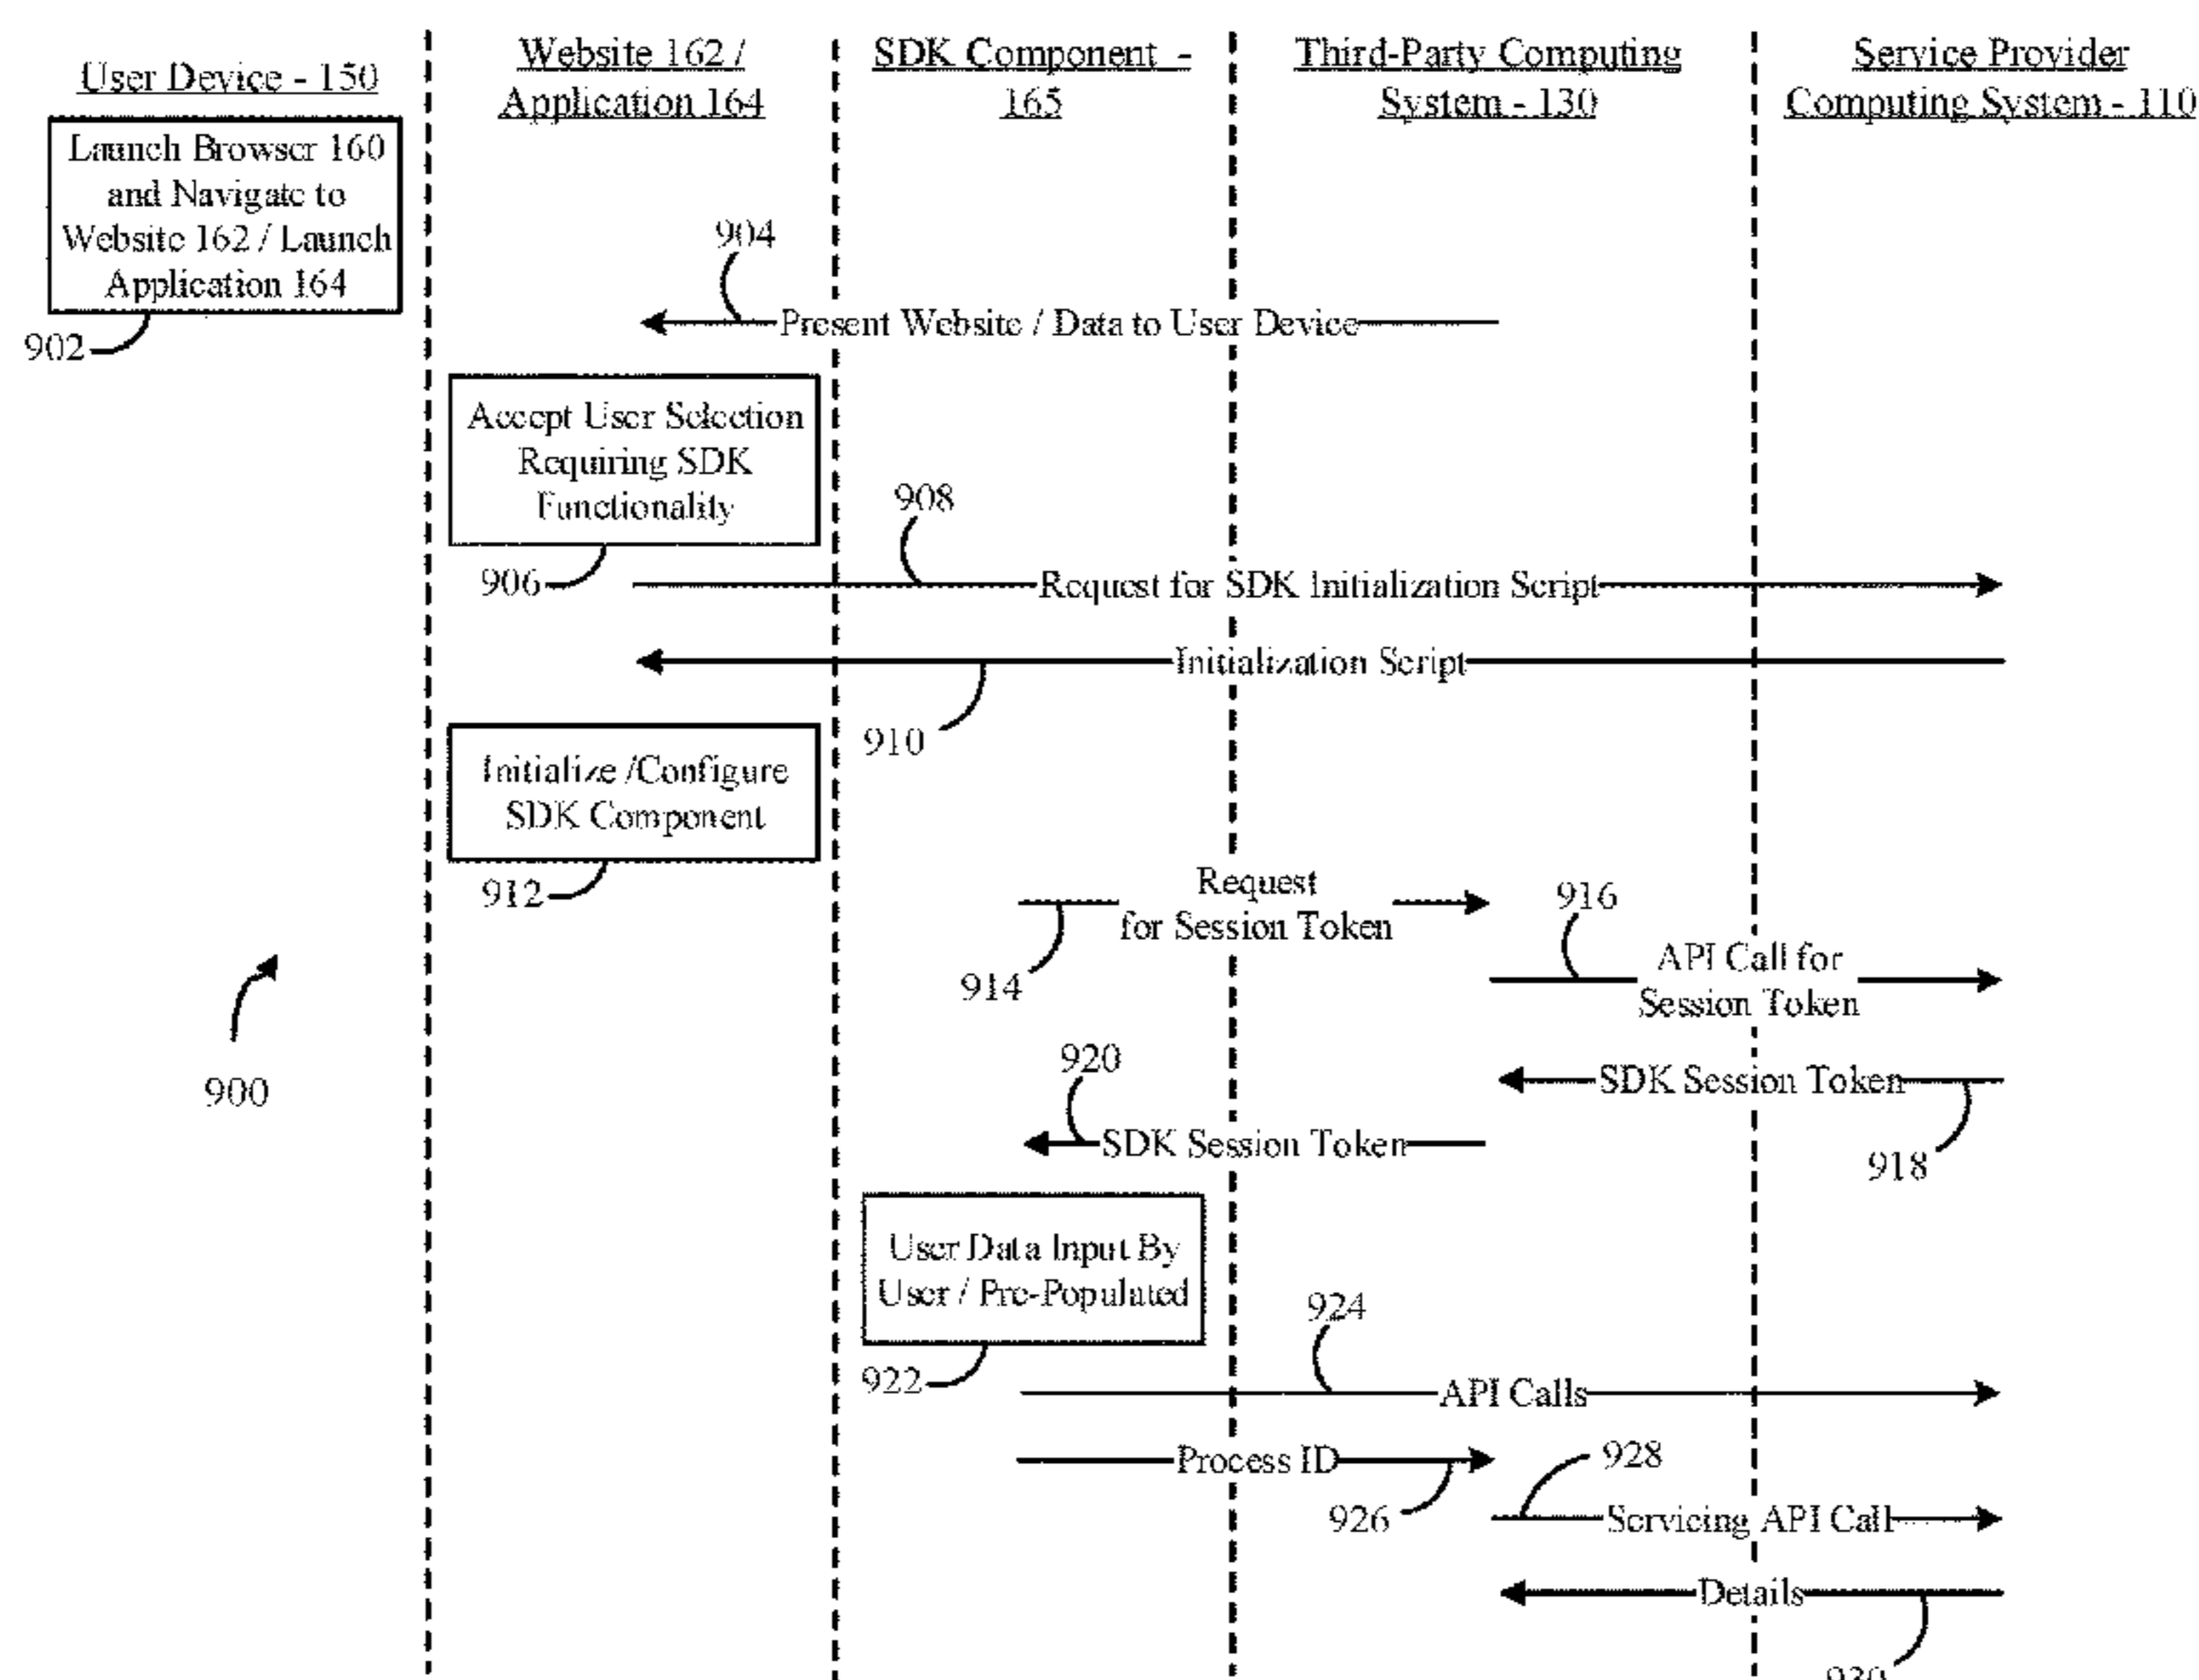 User Device - 150
Website 162 /
Application 164
SDK Component -
165
Third-Party Computing
System - 130
Service Provider
Computing System - 110
Launch Browser 160
and Navigate to
Website 162 / Launch
Application 164
902
904
Present Website / Data to User Device
Accept User Selection
Requiring SDK
Functionality
906
908
Request for SDK Initialization Script
Initialization Script
910
Initialize /Configure
SDK Component
912
Request
for Session Token
914
916
API Call for
Session Token
900
SDK Session Token
918
920
SDK Session Token
User Data Input By
User / Pre-Populated
922
924
API Calls
Process ID
926
928
Servicing API Call
Details
930